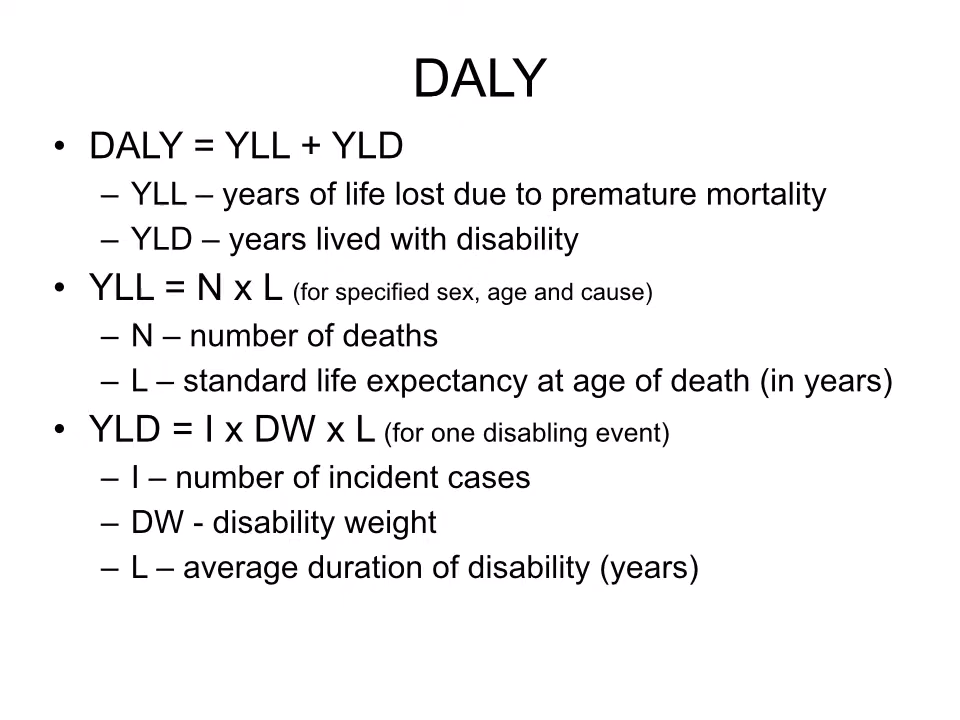 DALY
• DALY = YLL + YLD
– YLL – years of life lost due to premature mortality
– YLD – years lived with disability
• YLL = N x L (for specified sex, age and cause)
– N – number of deaths
– L – standard life expectancy at age of death (in years)
• YLD = I x DW x L (for one disabling event)
– I – number of incident cases
– DW - disability weight
– L – average duration of disability (years)